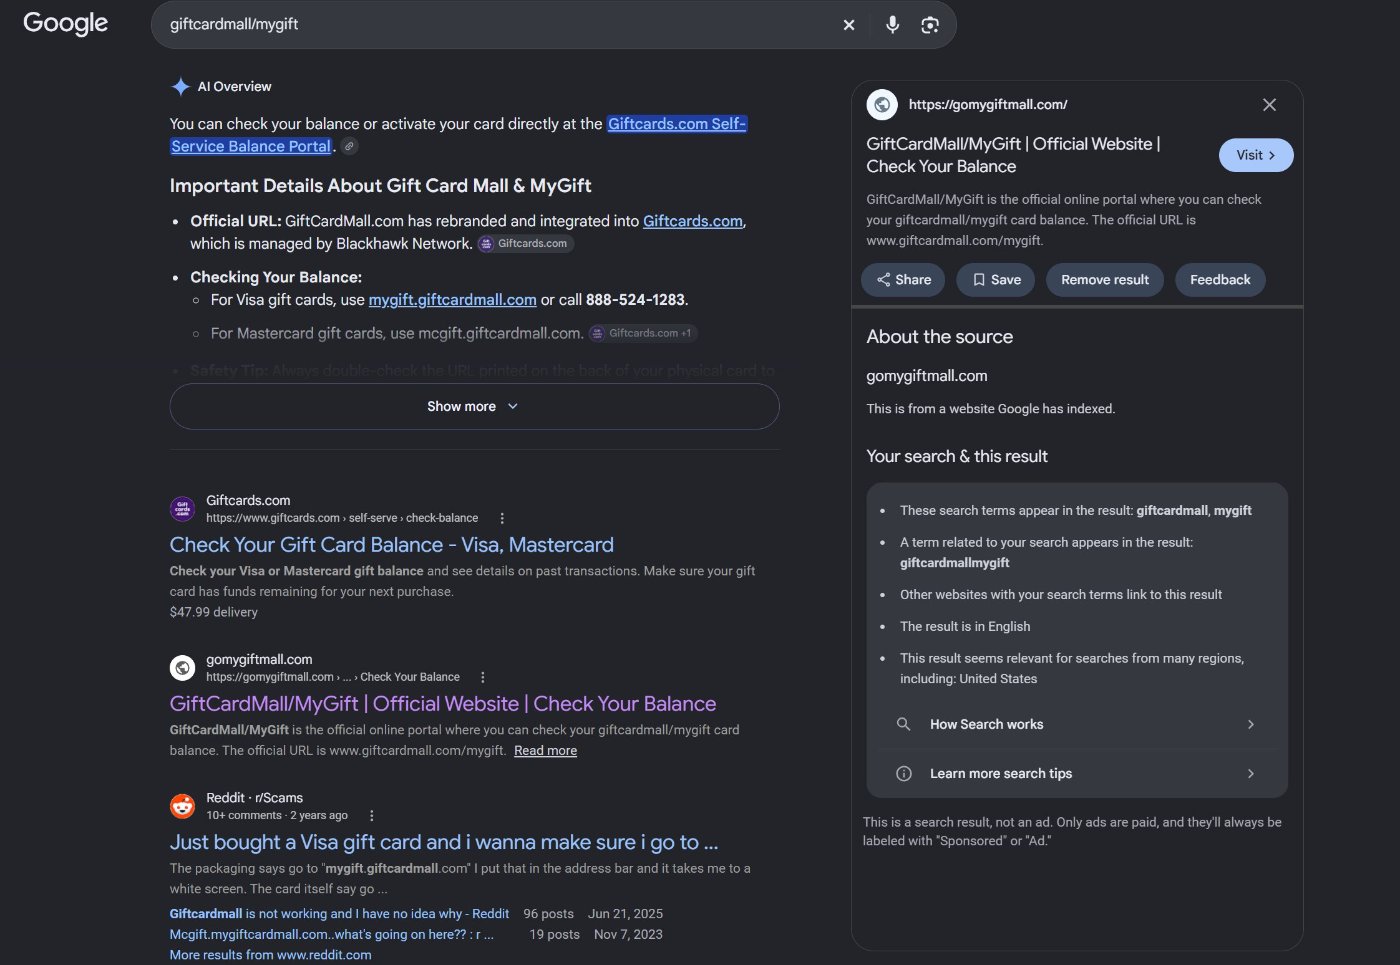 Google
giftcardmall/mygift
AI Overview
You can check your balance or activate your card directly at the Giftcards.com Self-
Service Balance Portal.
Important Details About Gift Card Mall & MyGift
• Official URL: GiftCardMall.com has rebranded and integrated into Giftcards.com,
which is managed by Blackhawk Network. Giftcards.com
• Checking Your Balance:
○ For Visa gift cards, use mygift.giftcardmall.com or call 888-524-1283.
○ For Mastercard gift cards, use mcgift.giftcardmall.com. Giftcards.com +1
• Safety Tip: Always double-check the URL printed on the back of your physical card to
Show more
Gift cards.com
Giftcards.com
https://www.giftcards.com › self-serve › check-balance
Check Your Gift Card Balance - Visa, Mastercard
Check your Visa or Mastercard gift balance and see details on past transactions. Make sure your gift
card has funds remaining for your next purchase.
$47.99 delivery
gomygiftmall.com
https://gomygiftmall.com › ... › Check Your Balance
GiftCardMall/MyGift | Official Website | Check Your Balance
GiftCardMall/MyGift is the official online portal where you can check your giftcardmall/mygift card
balance. The official URL is www.giftcardmall.com/mygift. Read more
Reddit · r/Scams
10+ comments · 2 years ago
Just bought a Visa gift card and i wanna make sure i go to ...
The packaging says go to "mygift.giftcardmall.com" I put that in the address bar and it takes me to a
white screen. The card itself say go ...
Giftcardmall is not working and I have no idea why - Reddit 96 posts Jun 21, 2025
Mcgift.mygiftcardmall.com..what's going on here?? : r ... 19 posts Nov 7, 2023
More results from www.reddit.com
https://gomygiftmall.com/
GiftCardMall/MyGift | Official Website |
Check Your Balance
Visit
GiftCardMall/MyGift is the official online portal where you can check
your giftcardmall/mygift card balance. The official URL is
www.giftcardmall.com/mygift.
Share Save Remove result Feedback
About the source
gomygiftmall.com
This is from a website Google has indexed.
Your search & this result
• These search terms appear in the result: giftcardmall, mygift
• A term related to your search appears in the result:
giftcardmallmygift
• Other websites with your search terms link to this result
• The result is in English
• This result seems relevant for searches from many regions,
including: United States
How Search works
Learn more search tips
This is a search result, not an ad. Only ads are paid, and they'll always be
labeled with "Sponsored" or "Ad."